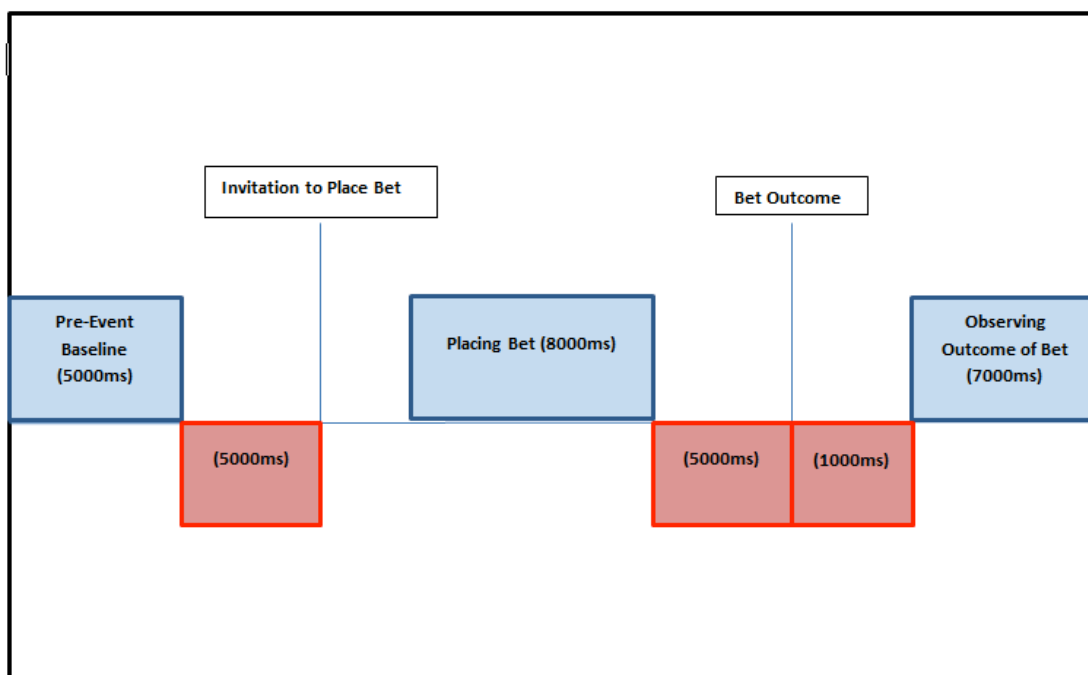 Invitation to Place Bet
Bet Outcome
Pre-Event
Baseline
(5000ms)
Placing Bet (8000ms)
Observing
Outcome of Bet
(7000ms)
(5000ms)
(5000ms)
(1000ms)